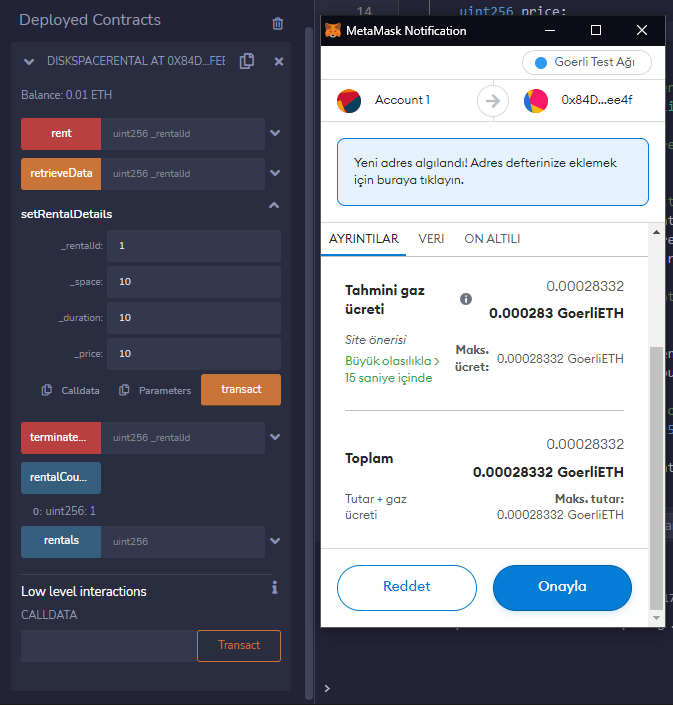 Deployed Contracts
DISKSPACERENTAL AT 0X84D...FEE
Balance: 0.01 ETH
rent
uint256 _rentalId
retrieveData
uint256 _rentalId
setRentalDetails
_rentalId:
1
_space:
10
_duration:
10
_price:
10
Calldata
Parameters
transact
terminate...
uint256 _rentalId
rentalCou...
0: uint256: 1
rentals
uint256
Low level interactions
i
CALLDATA
Transact
14
uint256 price;
MetaMask Notification
Goerli Test Ağı
Account 1
0x84D...ee4f
Yeni adres algılandı! Adres defterinize eklemek
için buraya tıklayın.
AYRINTILAR
VERİ
ON ALTILI
Tahmini gaz
ücreti
0.00028332
0.000283 GoerliETH
Site önerisi
Büyük olasılıkla >
15 saniye içinde
Maks.
ücret:
0.00028332 GoerliETH
Toplam
0.00028332
0.00028332 GoerliETH
Tutar + gaz
ücreti
Maks. tutar:
0.00028332 GoerliETH
Reddet
Onayla
>